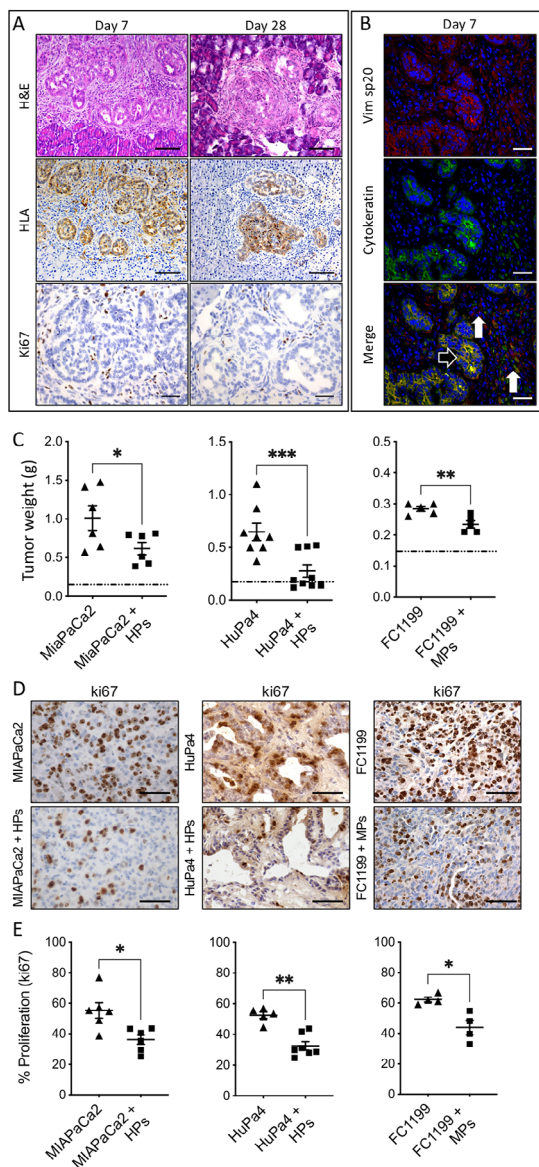 A
Day 7
Day 28
H&E
HLA
Ki67
B
Day 7
Vim sp20
Cytokeratin
Merge
C
Tumor weight (g)
2.0
1.5
1.0
0.5
0.0
*
MiaPaCa2
MiaPaCa2 +
HPs
1.5
1.0
0.5
0.0
***
HuPa4
HuPa4 +
HPs
0.4
0.3
0.2
0.1
0.0
**
FC1199
FC1199 +
MPs
D
ki67
ki67
ki67
MIAPaCa2
HuPa4
FC1199
MIAPaCa2 + HPs
HuPa4 + HPs
FC1199 + MPs
E
% Proliferation (ki67)
100
80
60
40
20
0
*
MIAPaCa2
MIAPaCa2 +
HPs
100
80
60
40
20
0
**
HuPa4
HuPa4 +
HPs
100
80
60
40
20
0
*
FC1199
FC1199 +
MPs